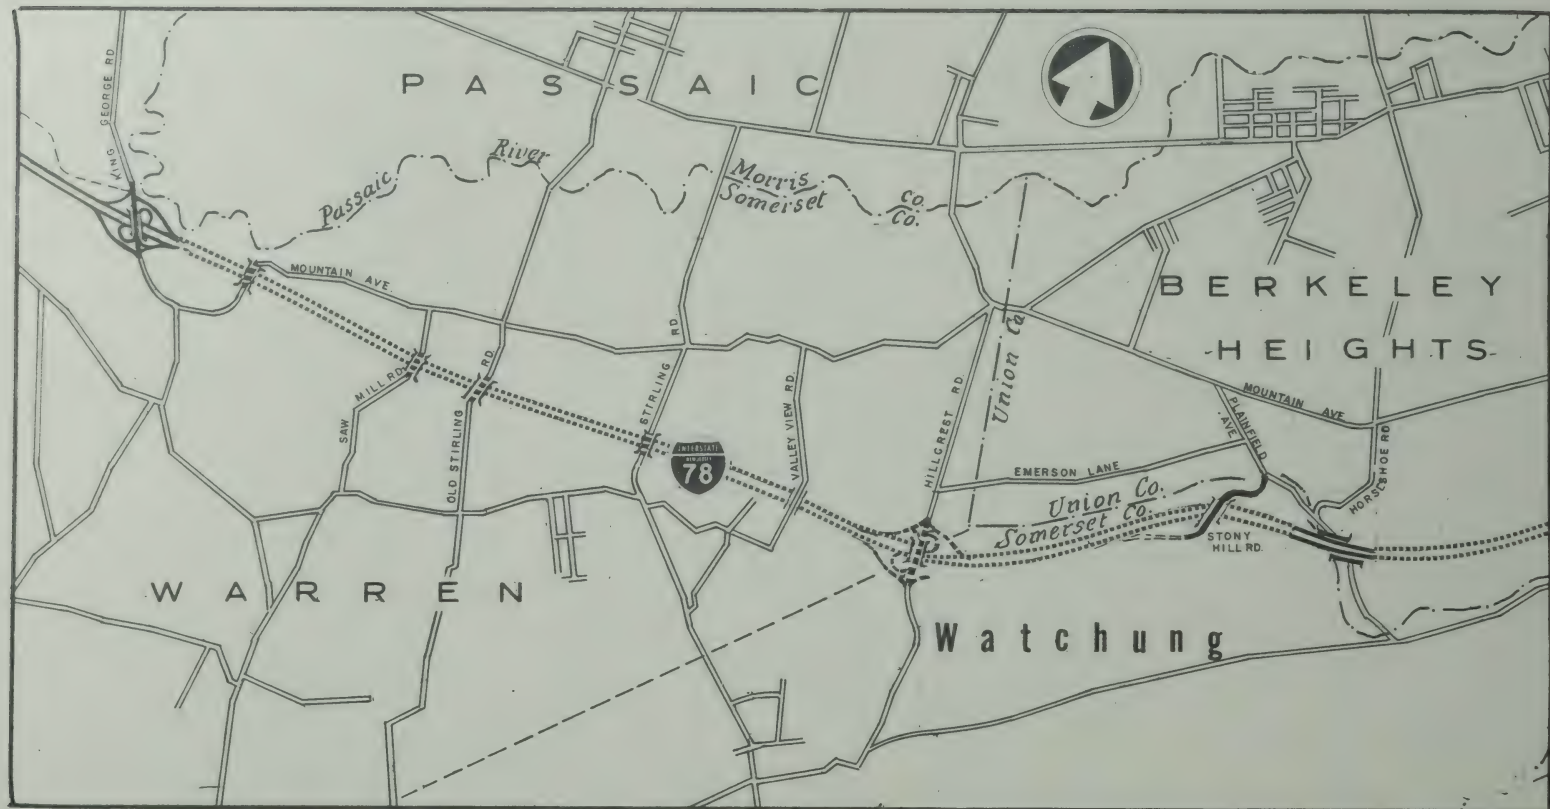 KING GEORGE RD
PASSAIC
Passaic River
Morris Co.
Somerset Co.
BERKELEY
HEIGHTS
MOUNTAIN AVE.
SAW MILL RD.
OLD STIRLING RD.
STIRLING RD.
INTERSTATE
NEW JERSEY
78
VALLEY VIEW RD.
HILLCREST RD.
Union Co.
MOUNTAIN AVE.
PLAINFIELD AVE.
EMERSON LANE
HORSESHOE RD.
Union Co.
Somerset Co.
STONY
HILL RD.
WARREN
Watchung